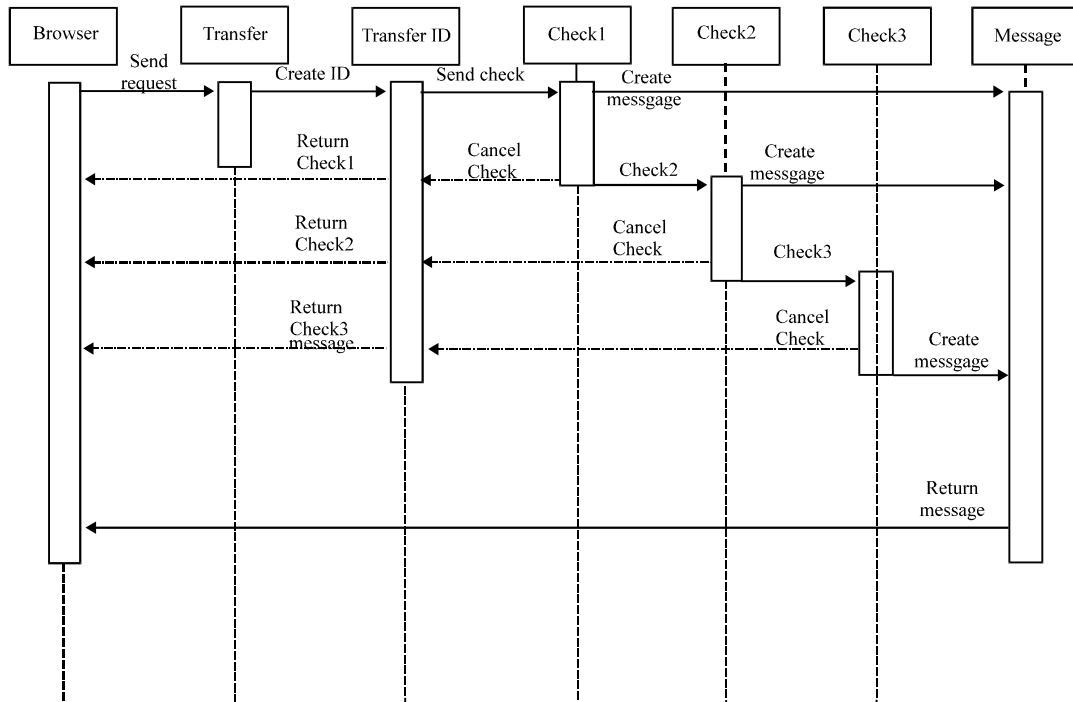 Browser
Transfer
Transfer ID
Check1
Check2
Check3
Message
Send
request
Create ID
Send check
Create
messgage
Return
Check1
Cancel
Check
Check2
Create
messgage
Return
Check2
Cancel
Check
Check3
Return
Check3
message
Cancel
Check
Create
messgage
Return
message